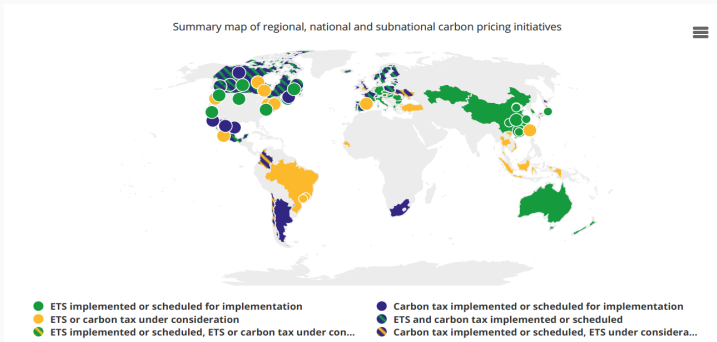 Summary map of regional, national and subnational carbon pricing initiatives
ETS implemented or scheduled for implementation
Carbon tax implemented or scheduled for implementation
ETS or carbon tax under consideration
ETS and carbon tax implemented or scheduled
ETS implemented or scheduled, ETS or carbon tax under con...
Carbon tax implemented or scheduled, ETS under considera...